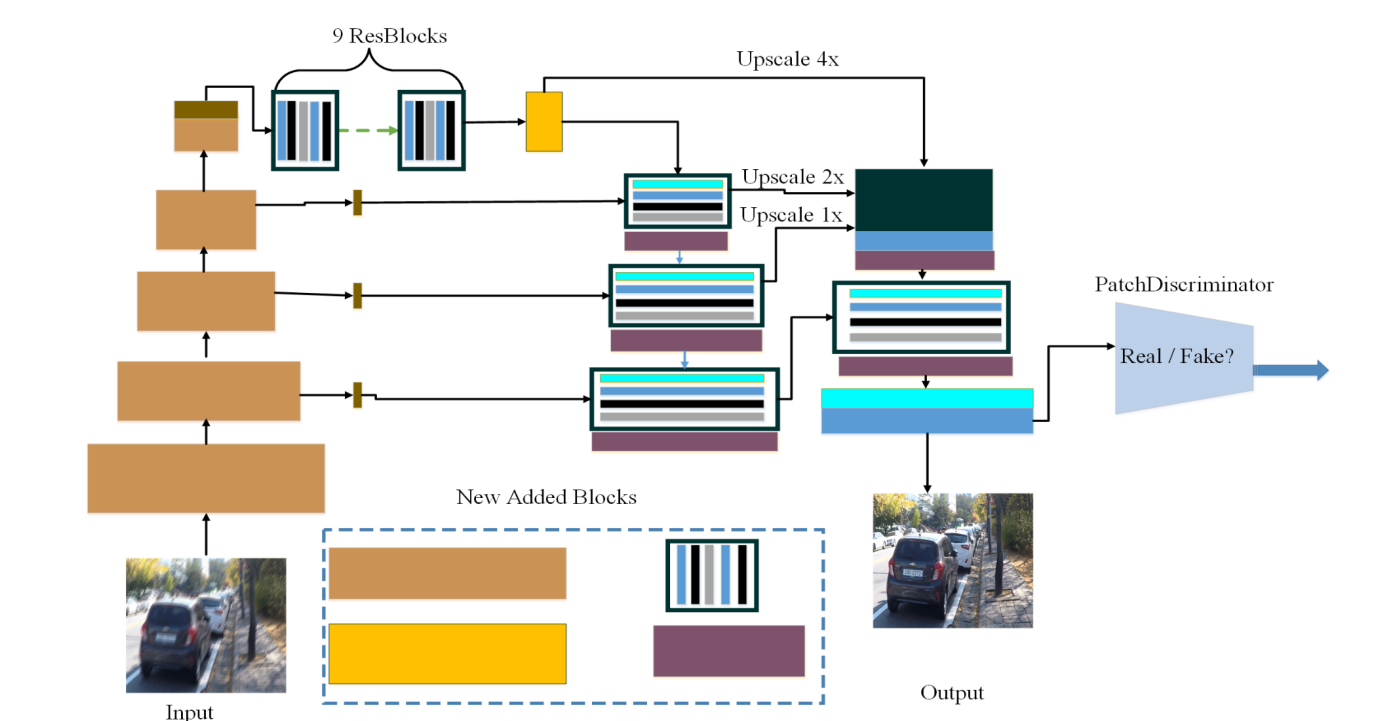 9 ResBlocks
Upscale 4x
Upscale 2x
Upscale 1x
PatchDiscriminator
Real / Fake?
New Added Blocks
Output
Input